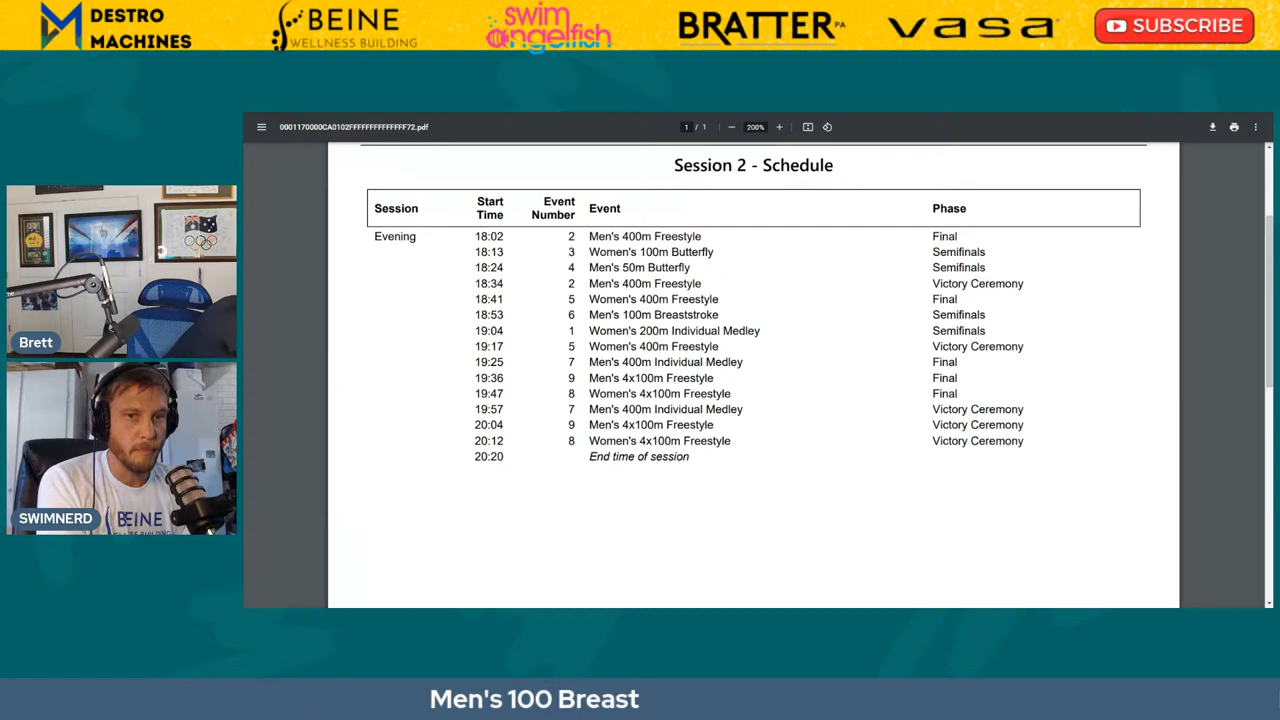 DESTRO
MACHINES
BEINE
WELLNESS BUILDING
swim
angelfish
BRATTER PA
vasa
SUBSCRIBE
0001170000CA0102FFFFFFFFFFFFFF72.pdf
1 / 1
200%
Session 2 - Schedule
Session Start Time Event Number Event Phase
Evening 18:02 2 Men's 400m Freestyle Final
18:13 3 Women's 100m Butterfly Semifinals
18:24 4 Men's 50m Butterfly Semifinals
18:34 2 Men's 400m Freestyle Victory Ceremony
18:41 5 Women's 400m Freestyle Final
18:53 6 Men's 100m Breaststroke Semifinals
19:04 1 Women's 200m Individual Medley Semifinals
19:17 5 Women's 400m Freestyle Victory Ceremony
19:25 7 Men's 400m Individual Medley Final
19:36 9 Men's 4x100m Freestyle Final
19:47 8 Women's 4x100m Freestyle Final
19:57 7 Men's 400m Individual Medley Victory Ceremony
20:04 9 Men's 4x100m Freestyle Victory Ceremony
20:12 8 Women's 4x100m Freestyle Victory Ceremony
20:20 End time of session
Brett
SWIMNERD
BEINE
Men's 100 Breast